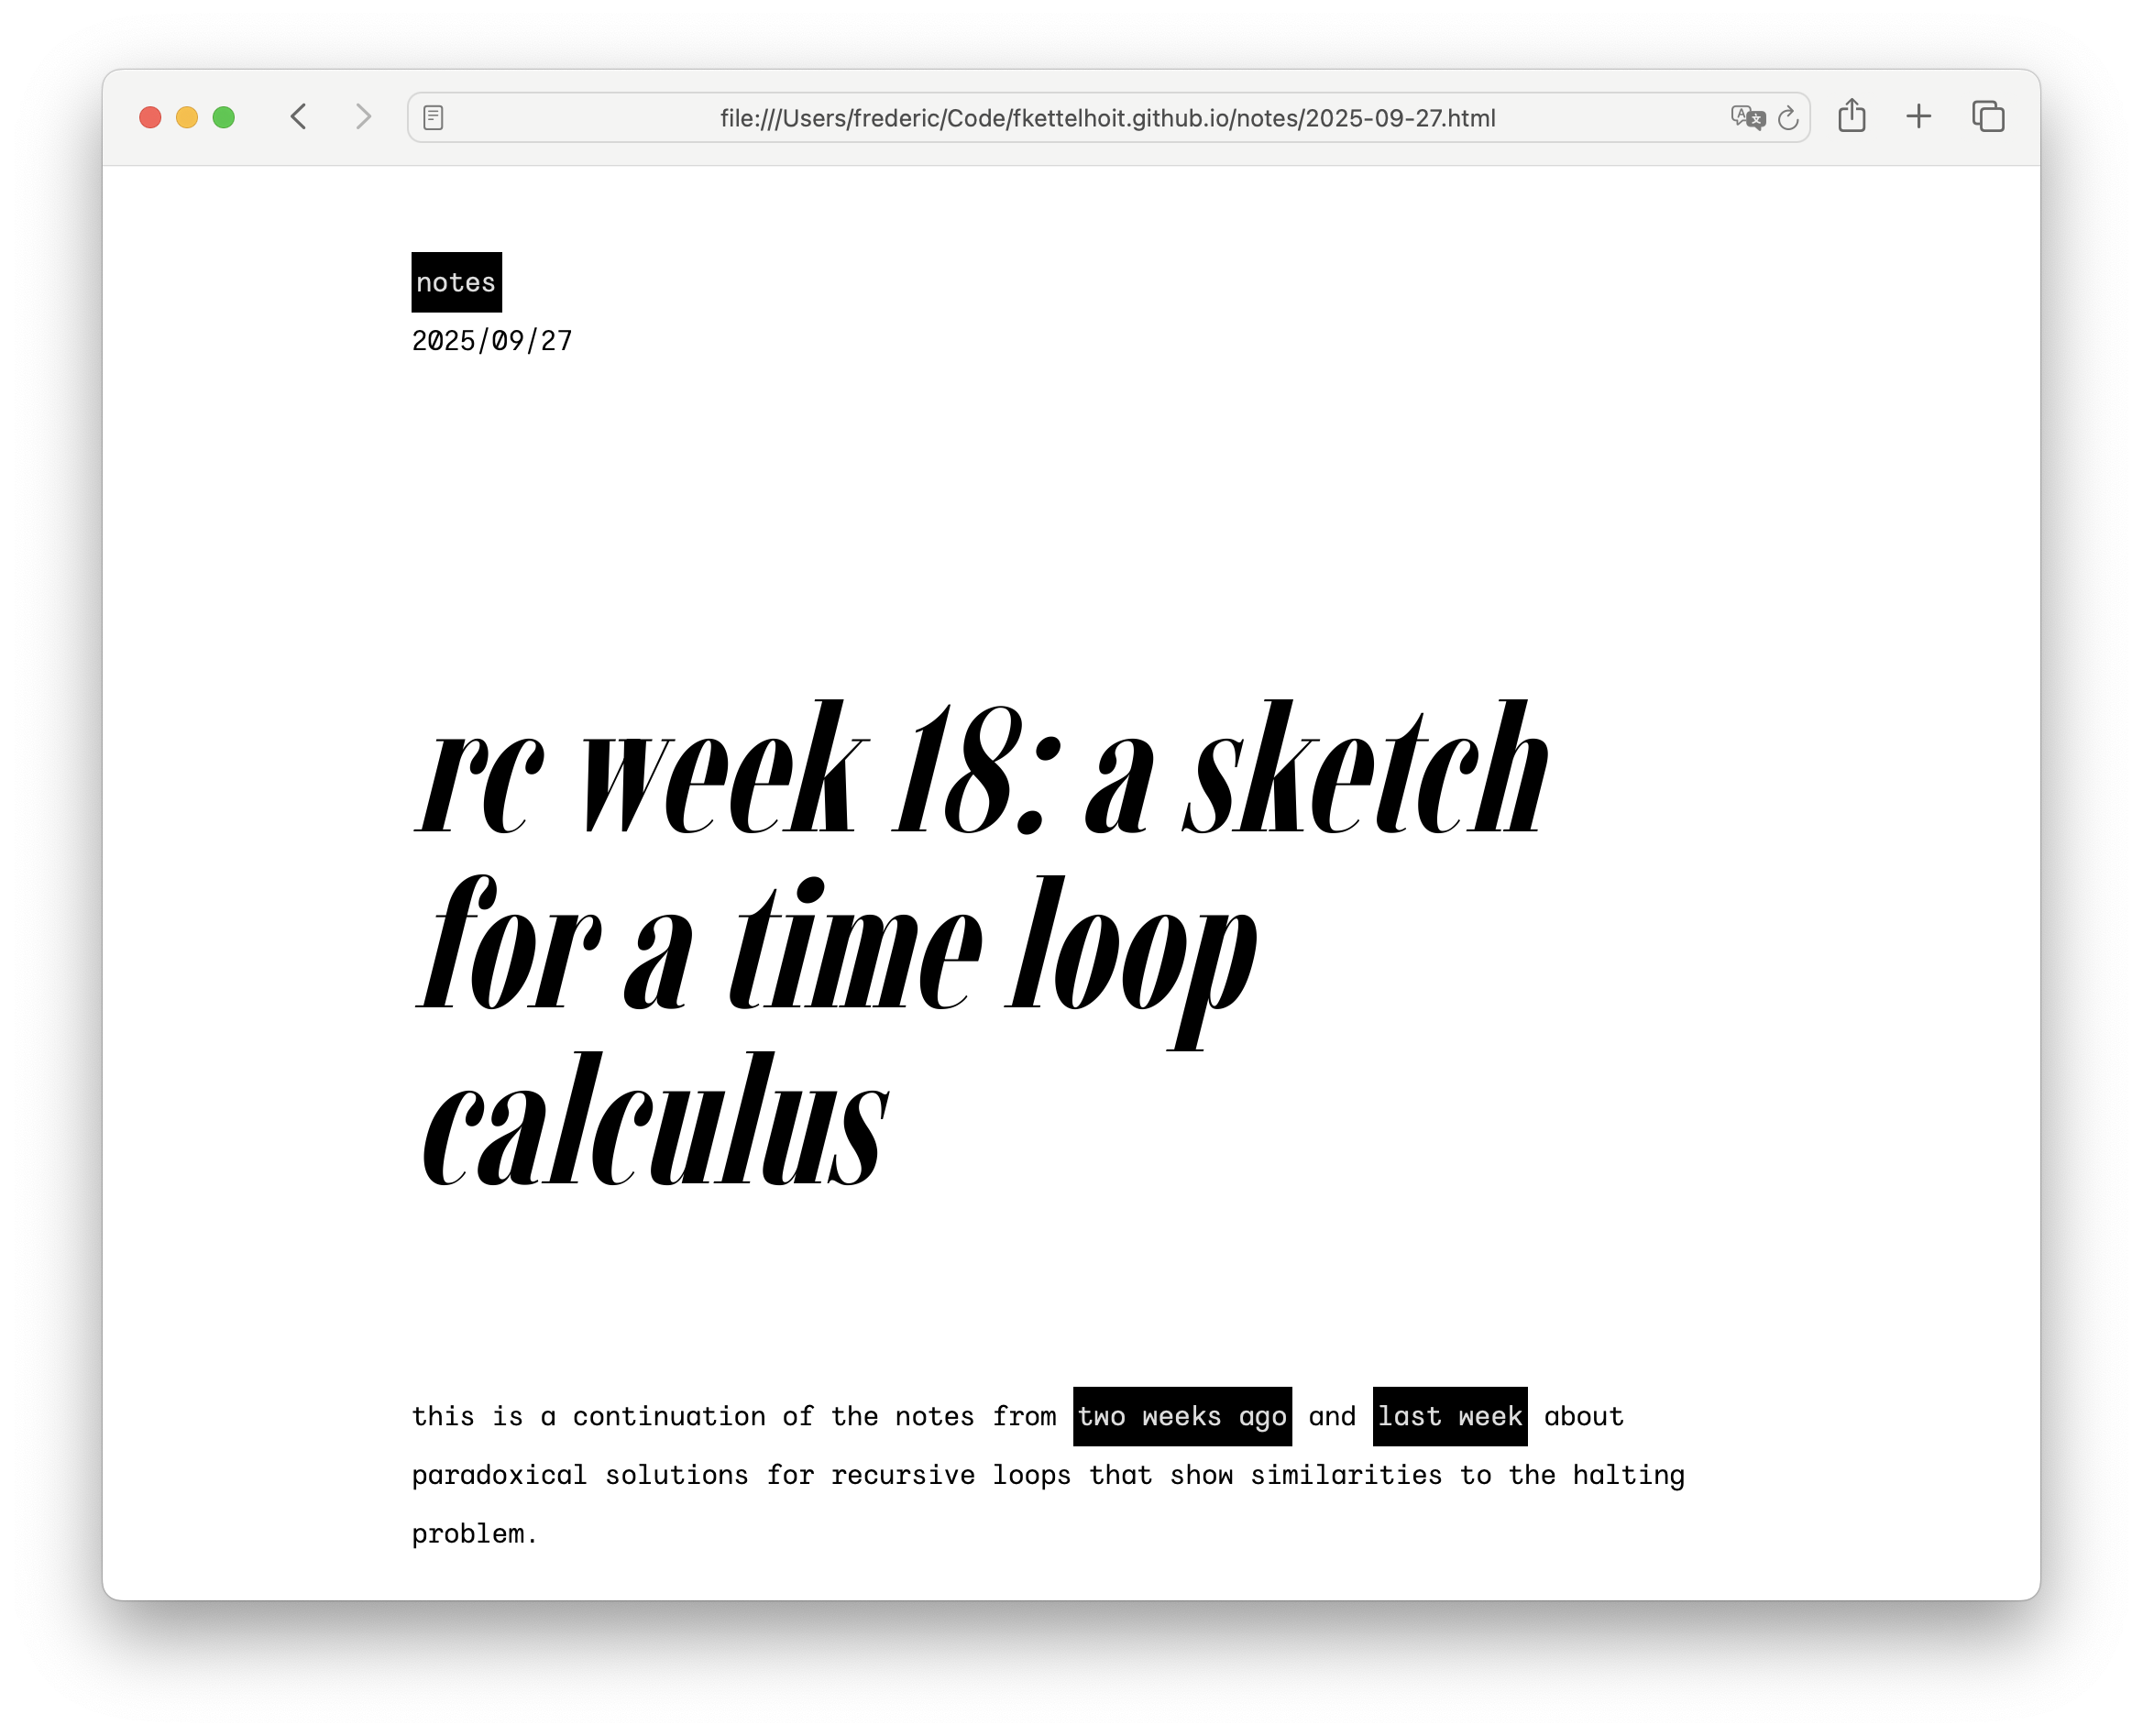 file:///Users/frederic/Code/fkettelhoit.github.io/notes/2025-09-27.html
notes
2025/09/27
rc week 18: a sketch
for a time loop
calculus
this is a continuation of the notes from two weeks ago and last week about
paradoxical solutions for recursive loops that show similarities to the halting
problem.